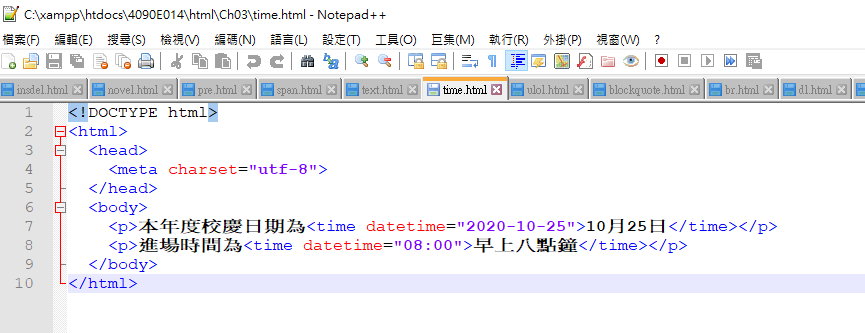 C:\xampp\htdocs\4090E014\html\Ch03\time.html - Notepad++
檔案(F) 編輯(E) 搜尋(S) 檢視(V) 編碼(N) 語言(L) 設定(T) 工具(O) 巨集(M) 執行(R) 外掛(P) 視窗(W) ?
insdel.html novel.html pre.html span.html text.html time.html ulol.html blockquote.html br.html dl.html
1 <!DOCTYPE html>
2 <html>
3 <head>
4 <meta charset="utf-8">
5 </head>
6 <body>
7 <p>本年度校慶日期為<time datetime="2020-10-25">10月25日</time></p>
8 <p>進場時間為<time datetime="08:00">早上八點鐘</time></p>
9 </body>
10 </html>